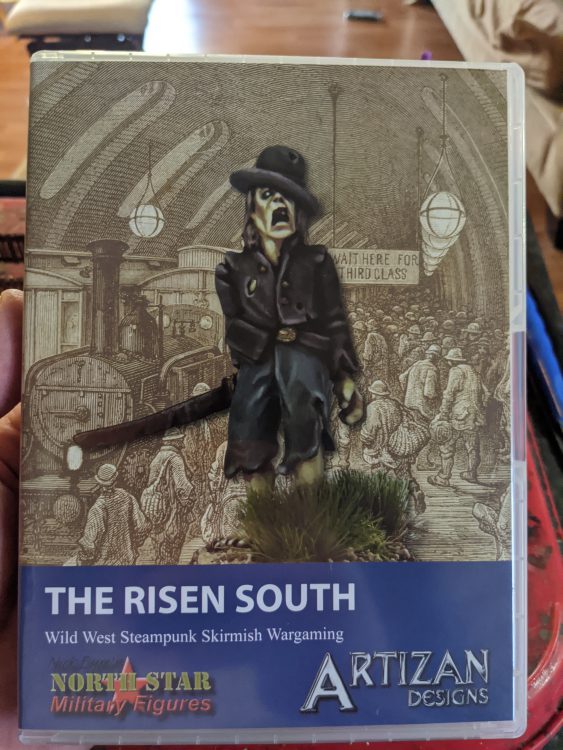 WAIT HERE FOR
THIRD CLASS
THE RISEN SOUTH
Wild West Steampunk Skirmish Wargaming
NORTH STAR
Military Figures
ARTIZAN
DESIGNS